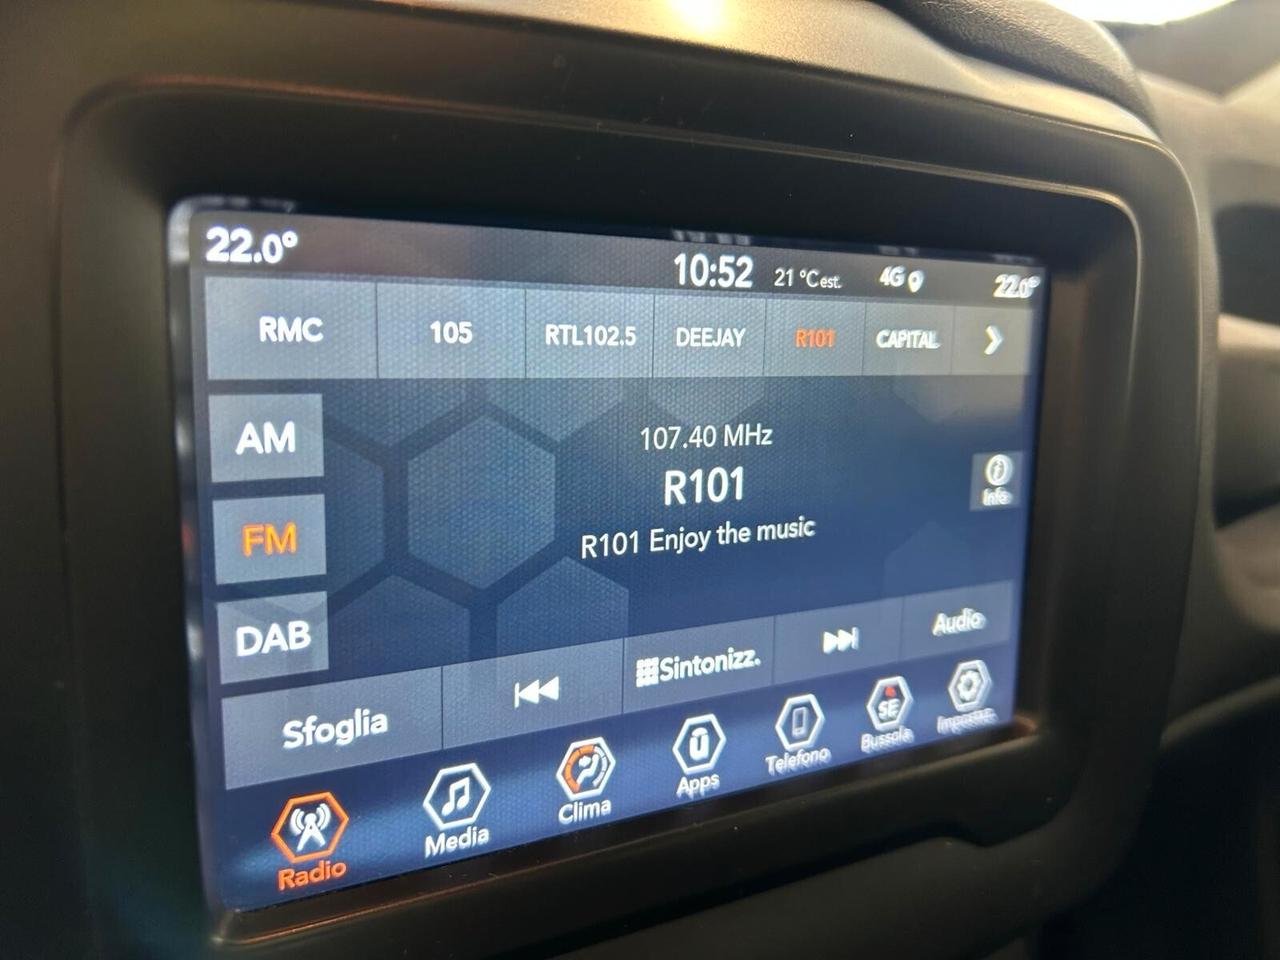 22.0°
10:52 21 °C est. 4G 22.0°
RMC 105 RTL102.5 DEEJAY R101 CAPITAL
AM
107.40 MHz
R101
Info
R101 Enjoy the music
FM
DAB
Sfoglia Sintonizz. Audio
Radio Media Clima Apps Telefono SE Bussola Impostaz.